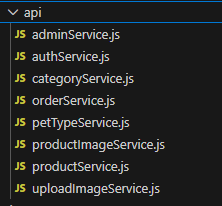 api
JS adminService.js
JS authService.js
JS categoryService.js
JS orderService.js
JS petTypeService.js
JS productImageService.js
JS productService.js
JS uploadImageService.js